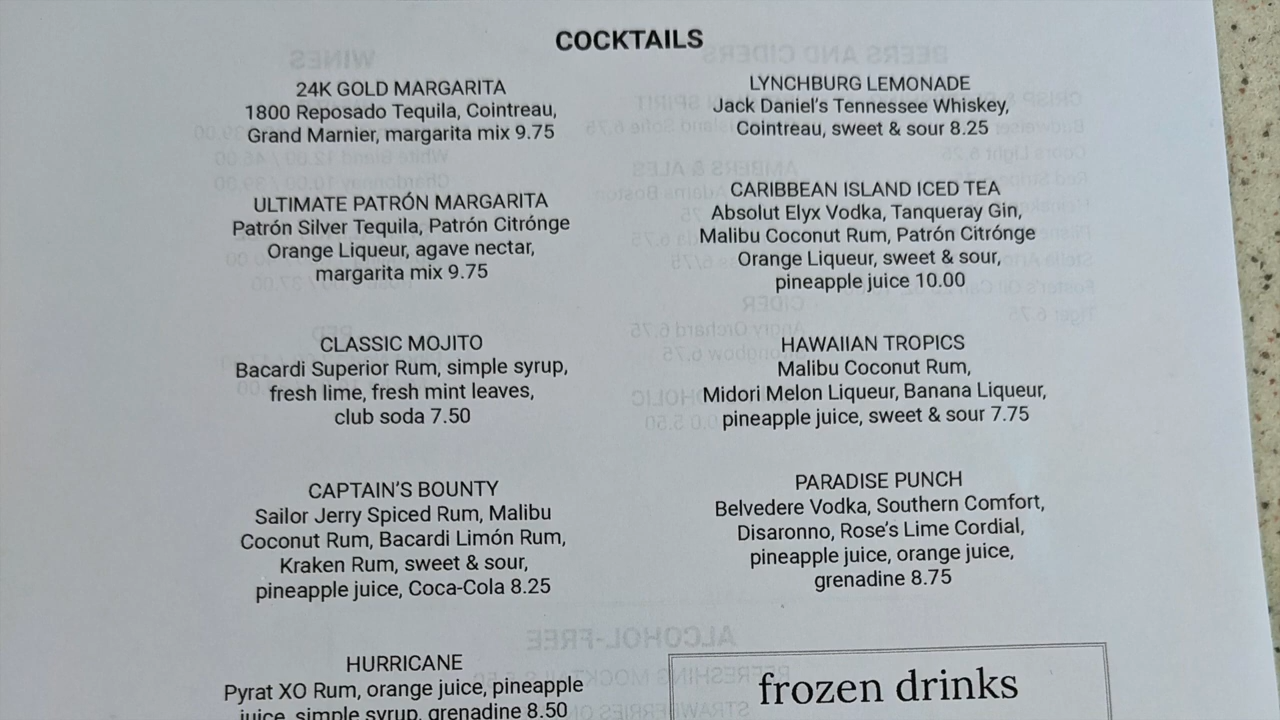 COCKTAILS
24K GOLD MARGARITA
1800 Reposado Tequila, Cointreau,
Grand Marnier, margarita mix 9.75
ULTIMATE PATRÓN MARGARITA
Patrón Silver Tequila, Patrón Citrónge
Orange Liqueur, agave nectar,
margarita mix 9.75
CLASSIC MOJITO
Bacardi Superior Rum, simple syrup,
fresh lime, fresh mint leaves,
club soda 7.50
CAPTAIN'S BOUNTY
Sailor Jerry Spiced Rum, Malibu
Coconut Rum, Bacardi Limón Rum,
Kraken Rum, sweet & sour,
pineapple juice, Coca-Cola 8.25
HURRICANE
Pyrat XO Rum, orange juice, pineapple
juice, simple syrup, grenadine 8.50
LYNCHBURG LEMONADE
Jack Daniel's Tennessee Whiskey,
Cointreau, sweet & sour 8.25
CARIBBEAN ISLAND ICED TEA
Absolut Elyx Vodka, Tanqueray Gin,
Malibu Coconut Rum, Patrón Citrónge
Orange Liqueur, sweet & sour,
pineapple juice 10.00
HAWAIIAN TROPICS
Malibu Coconut Rum,
Midori Melon Liqueur, Banana Liqueur,
pineapple juice, sweet & sour 7.75
PARADISE PUNCH
Belvedere Vodka, Southern Comfort,
Disaronno, Rose's Lime Cordial,
pineapple juice, orange juice,
grenadine 8.75
frozen drinks